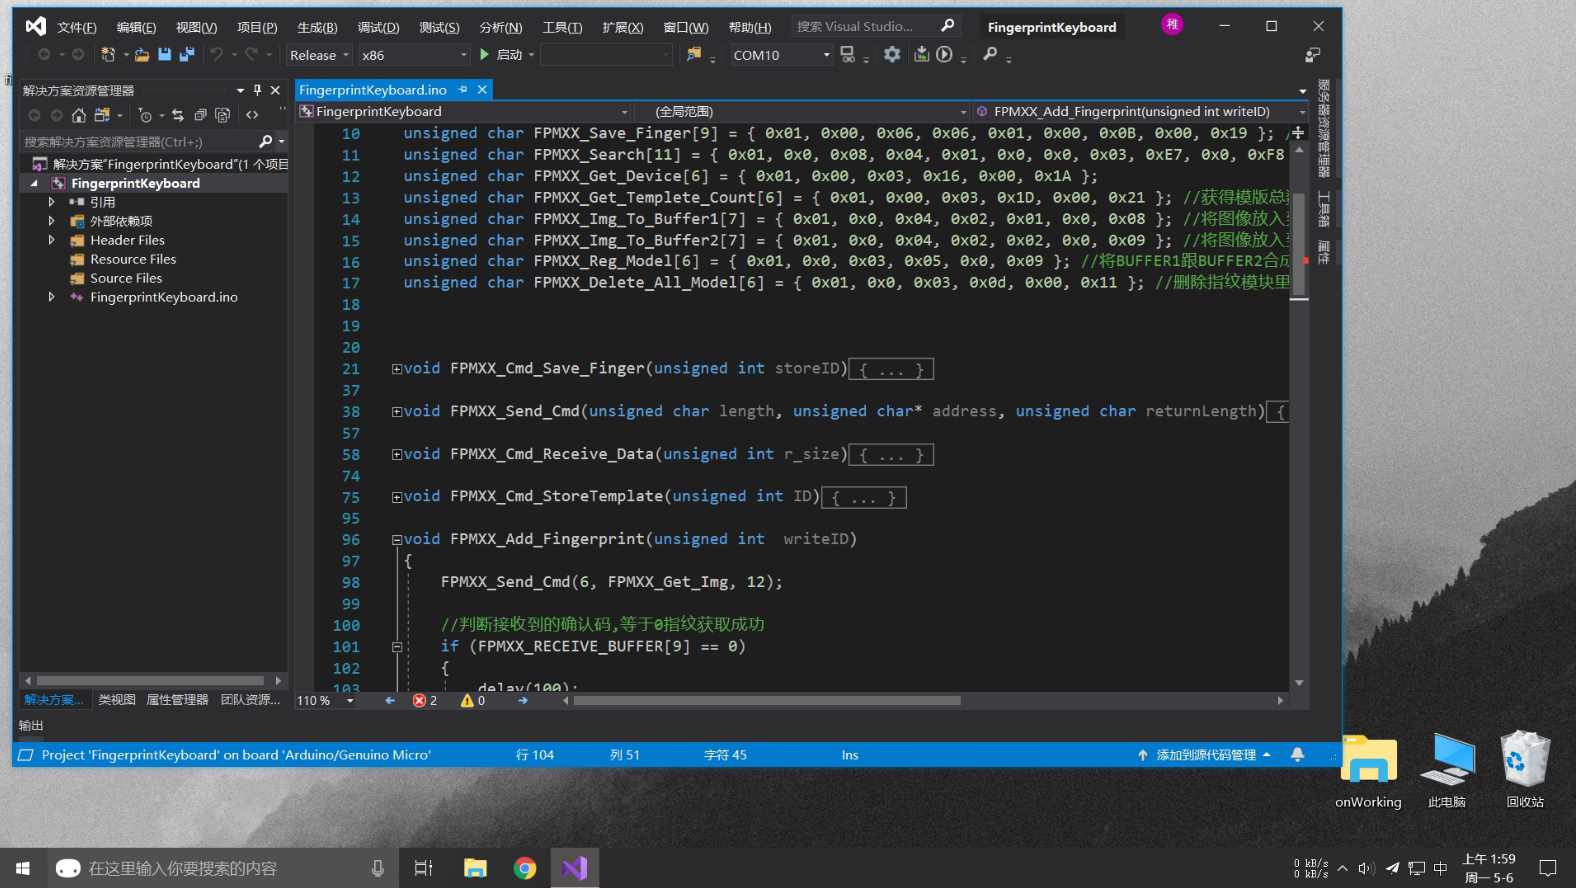 文件(F) 编辑(E) 视图(V) 项目(P) 生成(B) 调试(D) 测试(S) 分析(N) 工具(T) 扩展(X) 窗口(W) 帮助(H) 搜索 Visual Studio... FingerprintKeyboard 稚
Release x86 启动 COM10
解决方案资源管理器
搜索解决方案资源管理器(Ctrl+;)
解决方案"FingerprintKeyboard"(1 个项目
FingerprintKeyboard
引用
外部依赖项
Header Files
Resource Files
Source Files
FingerprintKeyboard.ino
解决方案... 类视图 属性管理器 团队资源...
FingerprintKeyboard.ino
FingerprintKeyboard (全局范围) FPMXX_Add_Fingerprint(unsigned int writeID)
10 unsigned char FPMXX_Save_Finger[9] = { 0x01, 0x00, 0x06, 0x06, 0x01, 0x00, 0x0B, 0x00, 0x19 }; /
11 unsigned char FPMXX_Search[11] = { 0x01, 0x0, 0x08, 0x04, 0x01, 0x0, 0x0, 0x03, 0xE7, 0x0, 0xF8
12 unsigned char FPMXX_Get_Device[6] = { 0x01, 0x00, 0x03, 0x16, 0x00, 0x1A };
13 unsigned char FPMXX_Get_Templete_Count[6] = { 0x01, 0x00, 0x03, 0x1D, 0x00, 0x21 }; //获得模版总
14 unsigned char FPMXX_Img_To_Buffer1[7] = { 0x01, 0x0, 0x04, 0x02, 0x01, 0x0, 0x08 }; //将图像放入
15 unsigned char FPMXX_Img_To_Buffer2[7] = { 0x01, 0x0, 0x04, 0x02, 0x02, 0x0, 0x09 }; //将图像放入
16 unsigned char FPMXX_Reg_Model[6] = { 0x01, 0x0, 0x03, 0x05, 0x0, 0x09 }; //将BUFFER1跟BUFFER2合成
17 unsigned char FPMXX_Delete_All_Model[6] = { 0x01, 0x0, 0x03, 0x0d, 0x00, 0x11 }; //删除指纹模块里
18
19
20
21 void FPMXX_Cmd_Save_Finger(unsigned int storeID){ ... }
37
38 void FPMXX_Send_Cmd(unsigned char length, unsigned char* address, unsigned char returnLength){
57
58 void FPMXX_Cmd_Receive_Data(unsigned int r_size){ ... }
74
75 void FPMXX_Cmd_StoreTemplate(unsigned int ID){ ... }
95
96 void FPMXX_Add_Fingerprint(unsigned int  writeID)
97 {
98 FPMXX_Send_Cmd(6, FPMXX_Get_Img, 12);
99
100 //判断接收到的确认码,等于0指纹获取成功
101 if (FPMXX_RECEIVE_BUFFER[9] == 0)
102 {
103 delay(100);
110 % 2 0
服务器资源管理器
工具箱
属性
输出
Project 'FingerprintKeyboard' on board 'Arduino/Genuino Micro' 行 104 列 51 字符 45 Ins 添加到源代码管理
onWorking 此电脑 回收站
在这里输入你要搜索的内容
0 kB/s
0 kB/s
中
上午 1:59
周一 5-6